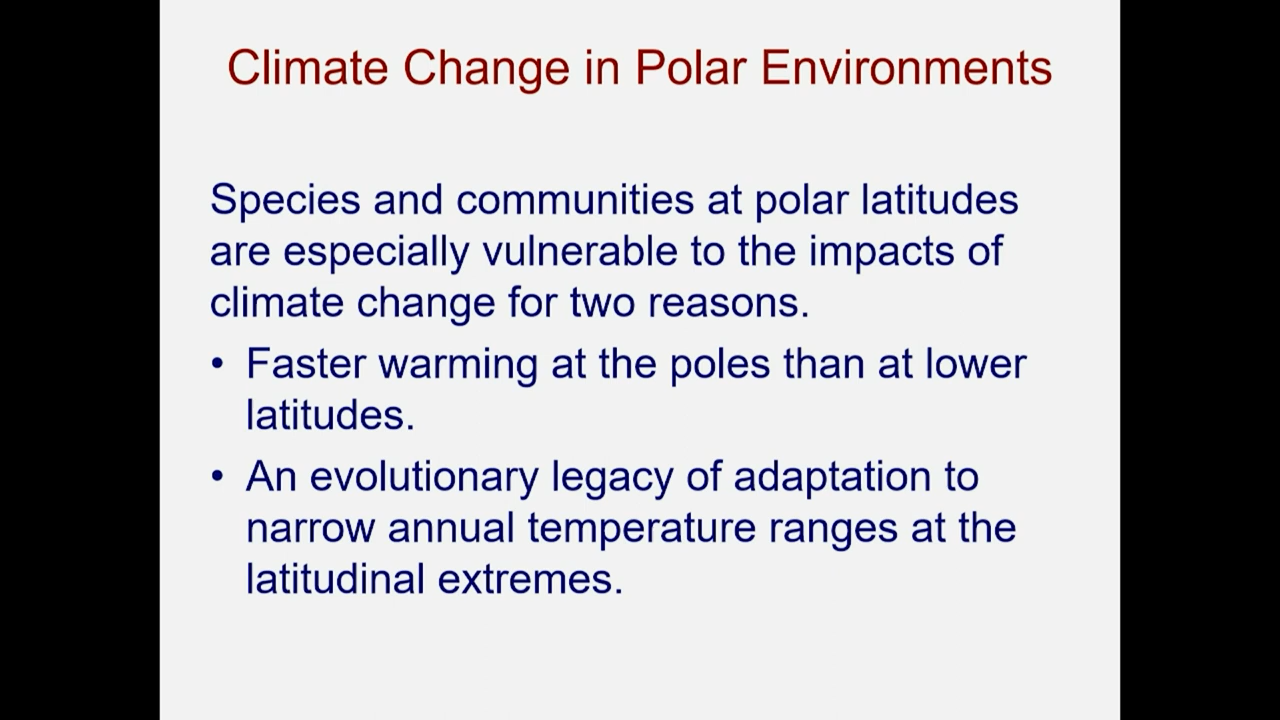 Climate Change in Polar Environments
Species and communities at polar latitudes
are especially vulnerable to the impacts of
climate change for two reasons.
• Faster warming at the poles than at lower
latitudes.
• An evolutionary legacy of adaptation to
narrow annual temperature ranges at the
latitudinal extremes.